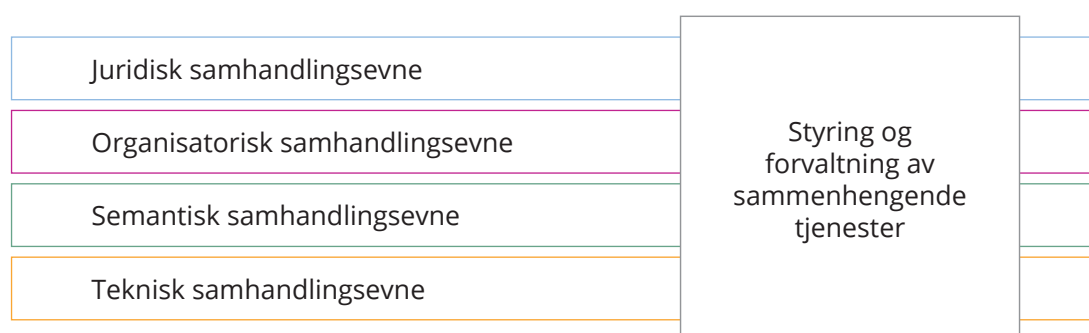 Juridisk samhandlingsevne
Organisatorisk samhandlingsevne
Semantisk samhandlingsevne
Teknisk samhandlingsevne
Styring og
forvaltning av
sammenhengende
tjenester